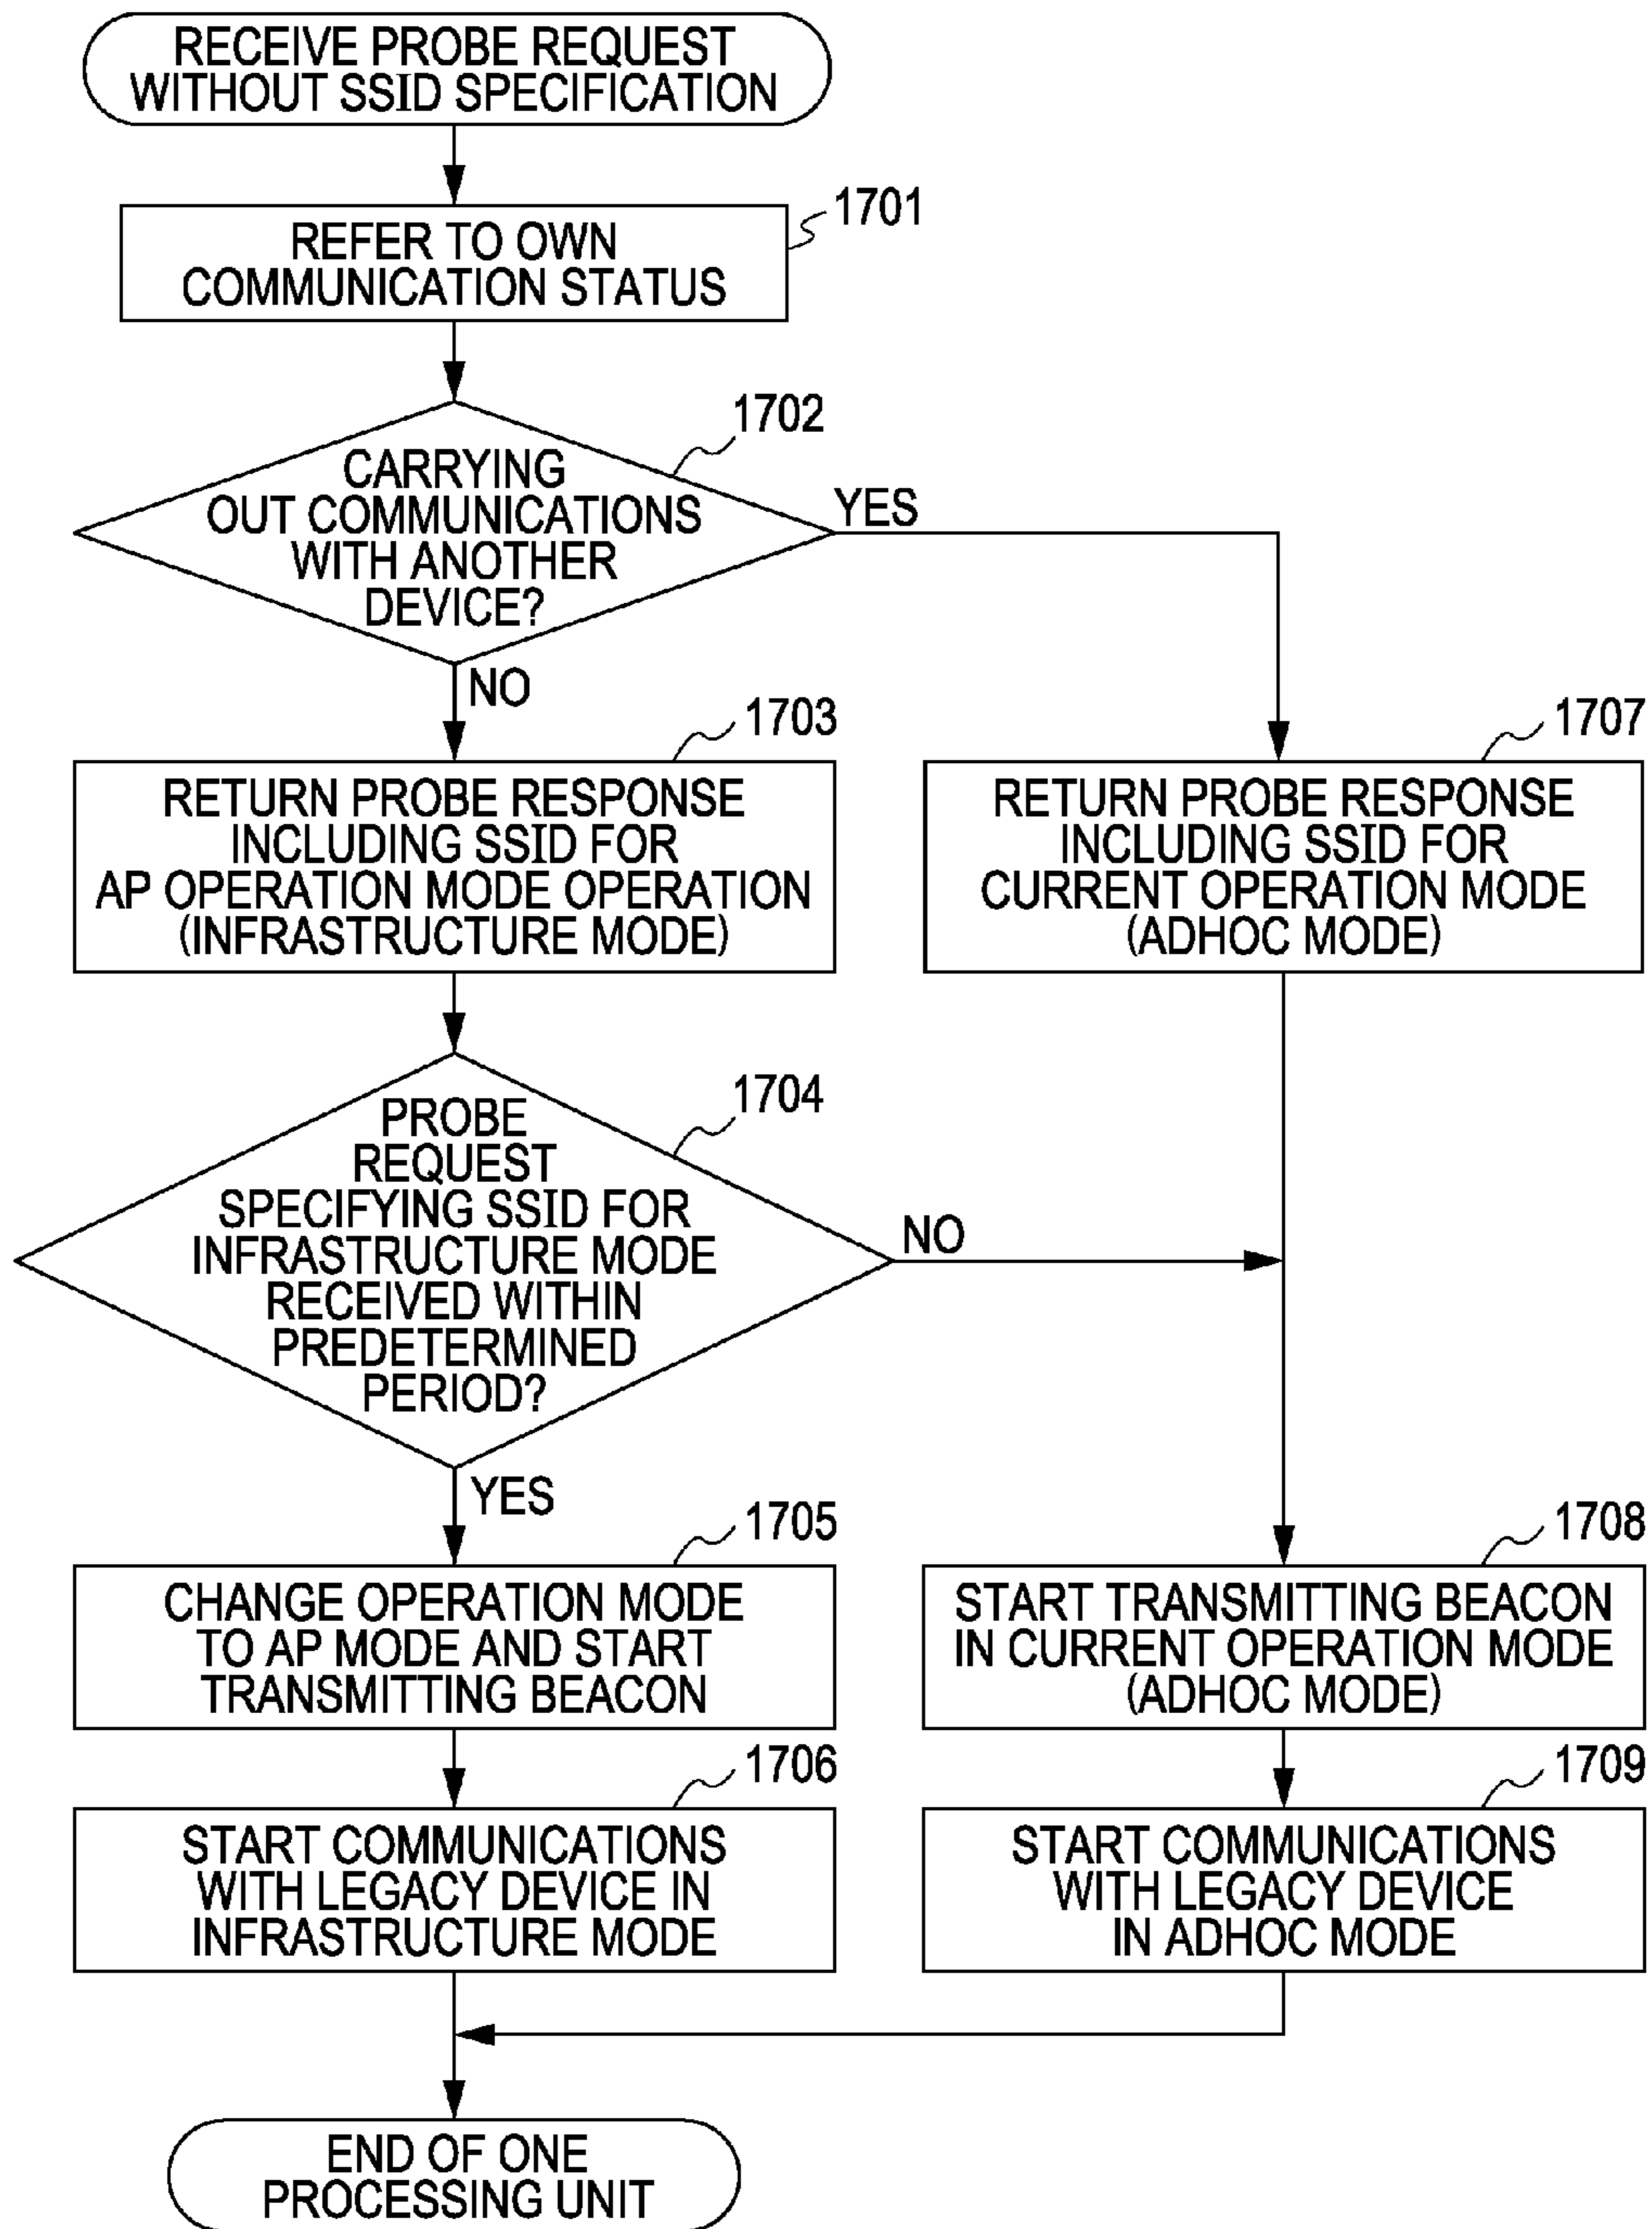 RECEIVE PROBE REQUEST
WITHOUT SSID SPECIFICATION
1701
REFER TO OWN
COMMUNICATION STATUS
1702
CARRYING
OUT COMMUNICATIONS
WITH ANOTHER
DEVICE?
YES
NO
1703
RETURN PROBE RESPONSE
INCLUDING SSID FOR
AP OPERATION MODE OPERATION
(INFRASTRUCTURE MODE)
1707
RETURN PROBE RESPONSE
INCLUDING SSID FOR
CURRENT OPERATION MODE
(ADHOC MODE)
1704
PROBE
REQUEST
SPECIFYING SSID FOR
INFRASTRUCTURE MODE
RECEIVED WITHIN
PREDETERMINED
PERIOD?
NO
YES
1705
CHANGE OPERATION MODE
TO AP MODE AND START
TRANSMITTING BEACON
1708
START TRANSMITTING BEACON
IN CURRENT OPERATION MODE
(ADHOC MODE)
1706
START COMMUNICATIONS
WITH LEGACY DEVICE IN
INFRASTRUCTURE MODE
1709
START COMMUNICATIONS
WITH LEGACY DEVICE
IN ADHOC MODE
END OF ONE
PROCESSING UNIT